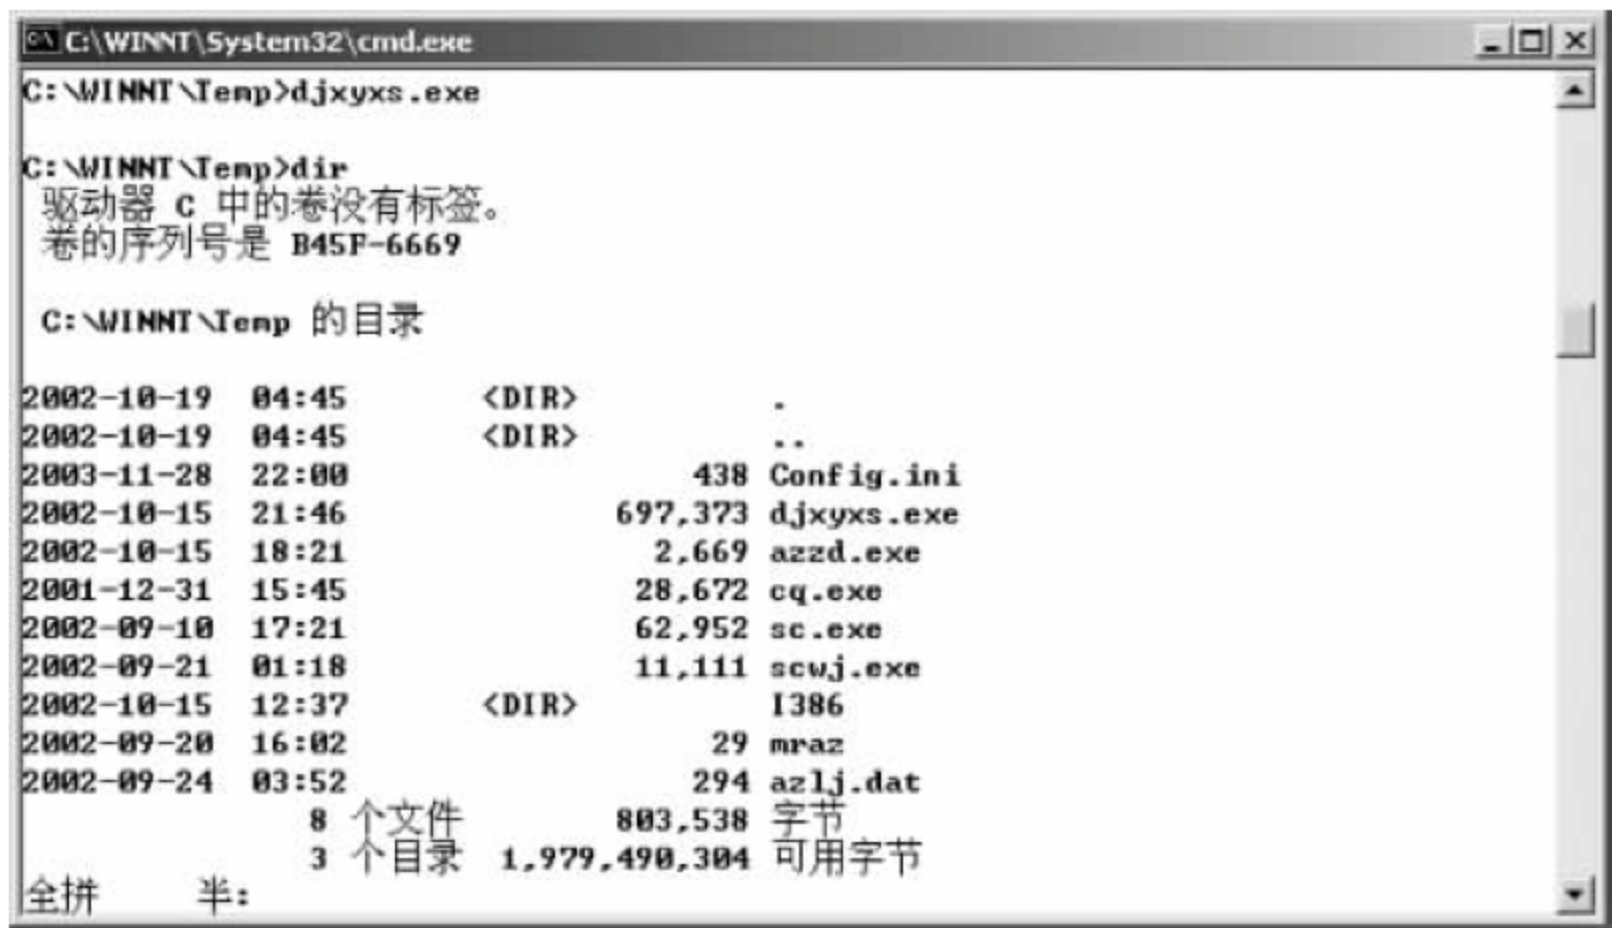 C:\WINNT\System32\cmd.exe
C:\WINNT\Temp>djxyxs.exe
C:\WINNT\Temp>dir
驱动器 C 中的卷没有标签。
卷的序列号是 B45F-6669
C:\WINNT\Temp 的目录
2002-10-19 04:45 <DIR> .
2002-10-19 04:45 <DIR> ..
2003-11-28 22:00 438 Config.ini
2002-10-15 21:46 697,373 djxyxs.exe
2002-10-15 18:21 2,669 azzd.exe
2001-12-31 15:45 28,672 cq.exe
2002-09-10 17:21 62,952 sc.exe
2002-09-21 01:18 11,111 scwj.exe
2002-10-15 12:37 <DIR> I386
2002-09-20 16:02 29 mraz
2002-09-24 03:52 294 azlj.dat
8 个文件 803,538 字节
3 个目录 1,979,490,304 可用字节
全拼 半: